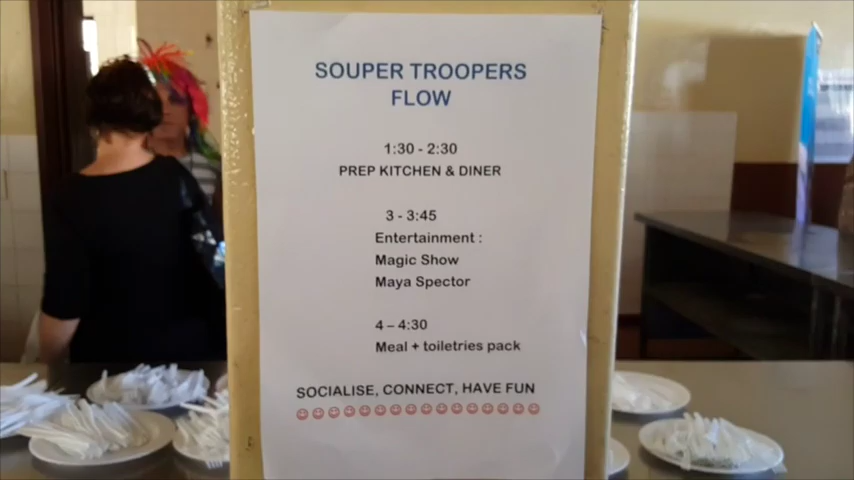 SOUPER TROOPERS
FLOW
1:30 - 2:30
PREP KITCHEN & DINER
3 - 3:45
Entertainment :
Magic Show
Maya Spector
4 – 4:30
Meal + toiletries pack
SOCIALISE, CONNECT, HAVE FUN